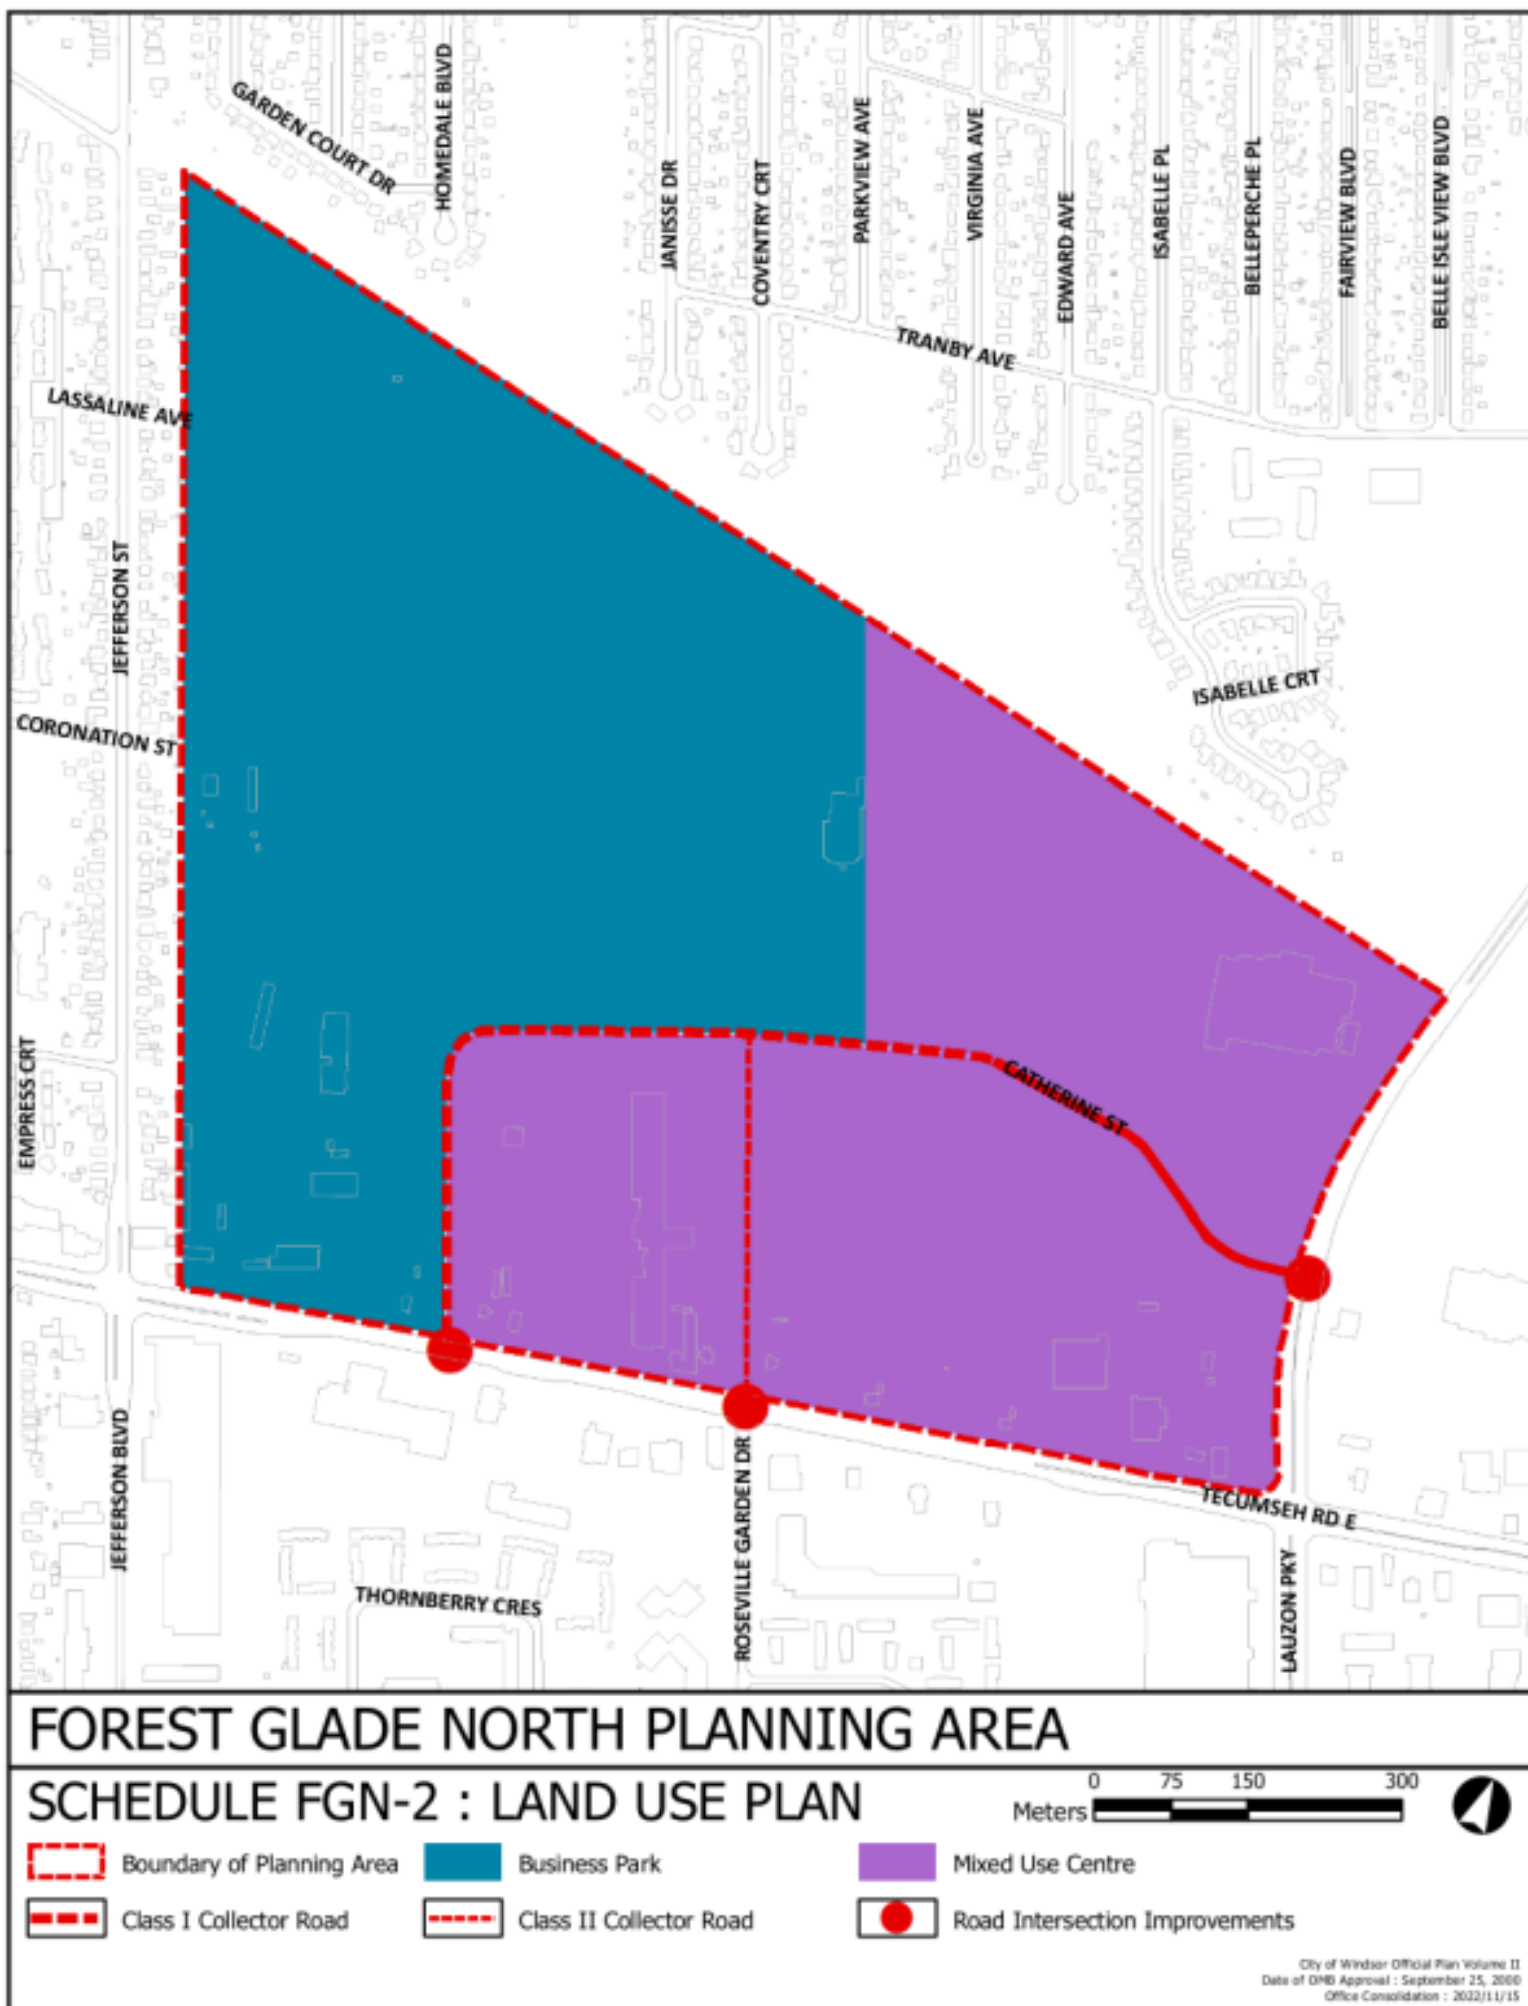 GARDEN COURT DR
HOMEDALE BLVD
JANISSE DR
COVENTRY CRT
PARKVIEW AVE
VIRGINIA AVE
EDWARD AVE
ISABELLE PL
BELLEPERCHE PL
FAIRVIEW BLVD
BELLE ISLE VIEW BLVD
TRANBY AVE
LASSALINE AVE
JEFFERSON ST
ISABELLE CRT
CORONATION ST
EMPRESS CRT
CATHERINE ST
JEFFERSON BLVD
ROSEVILLE GARDEN DR
TECUMSEH RD E
THORNBERRY CRES
LAUZON PKY
FOREST GLADE NORTH PLANNING AREA
SCHEDULE FGN-2 : LAND USE PLAN
0 75 150 300
Meters
Boundary of Planning Area
Business Park
Mixed Use Centre
Class I Collector Road
Class II Collector Road
Road Intersection Improvements
City of Windsor Official Plan Volume II
Date of OMB Approval : September 25, 2000
Office Consolidation : 2022/11/15